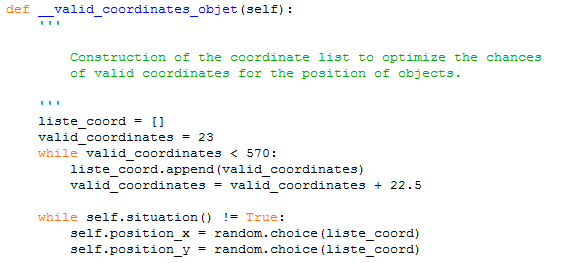 def __valid_coordinates_objet(self):
'''
Construction of the coordinate list to optimize the chances
of valid coordinates for the position of objects.
'''
liste_coord = []
valid_coordinates = 23
while valid_coordinates < 570:
liste_coord.append(valid_coordinates)
valid_coordinates = valid_coordinates + 22.5
while self.situation() != True:
self.position_x = random.choice(liste_coord)
self.position_y = random.choice(liste_coord)